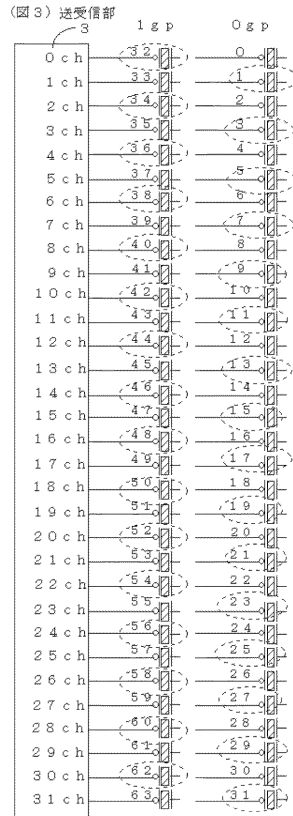 (図3) 送受信部
3 1gp 0gp
0ch 32 0
1ch 33 1
2ch 34 2
3ch 35 3
4ch 36 4
5ch 37 5
6ch 38 6
7ch 39 7
8ch 40 8
9ch 41 9
10ch 42 10
11ch 43 11
12ch 44 12
13ch 45 13
14ch 46 14
15ch 47 15
16ch 48 16
17ch 49 17
18ch 50 18
19ch 51 19
20ch 52 20
21ch 53 21
22ch 54 22
23ch 55 23
24ch 56 24
25ch 57 25
26ch 58 26
27ch 59 27
28ch 60 28
29ch 61 29
30ch 62 30
31ch 63 31